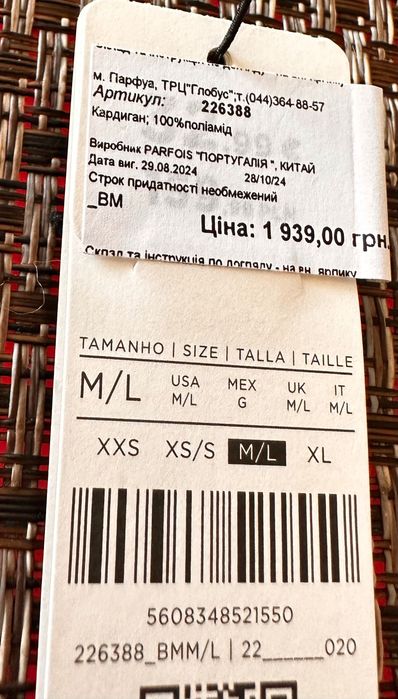 м. Парфуа, ТРЦ"Глобус";т.(044)364-88-57
Артикул: 226388
Кардиган; 100%поліамід
Виробник PARFOIS "ПОРТУГАЛІЯ ", КИТАЙ
Дата виг. 29.08.2024 28/10/24
Строк придатності необмежений
_BM
Ціна: 1 939,00 грн.
Склад та інструкція по догляду - на вн. ярлику
TAMANHO | SIZE | TALLA | TAILLE
M/L USA M/L MEX G UK M/L IT M/L
XXS XS/S M/L XL
5608348521550
226388_BMM/L | 22______020